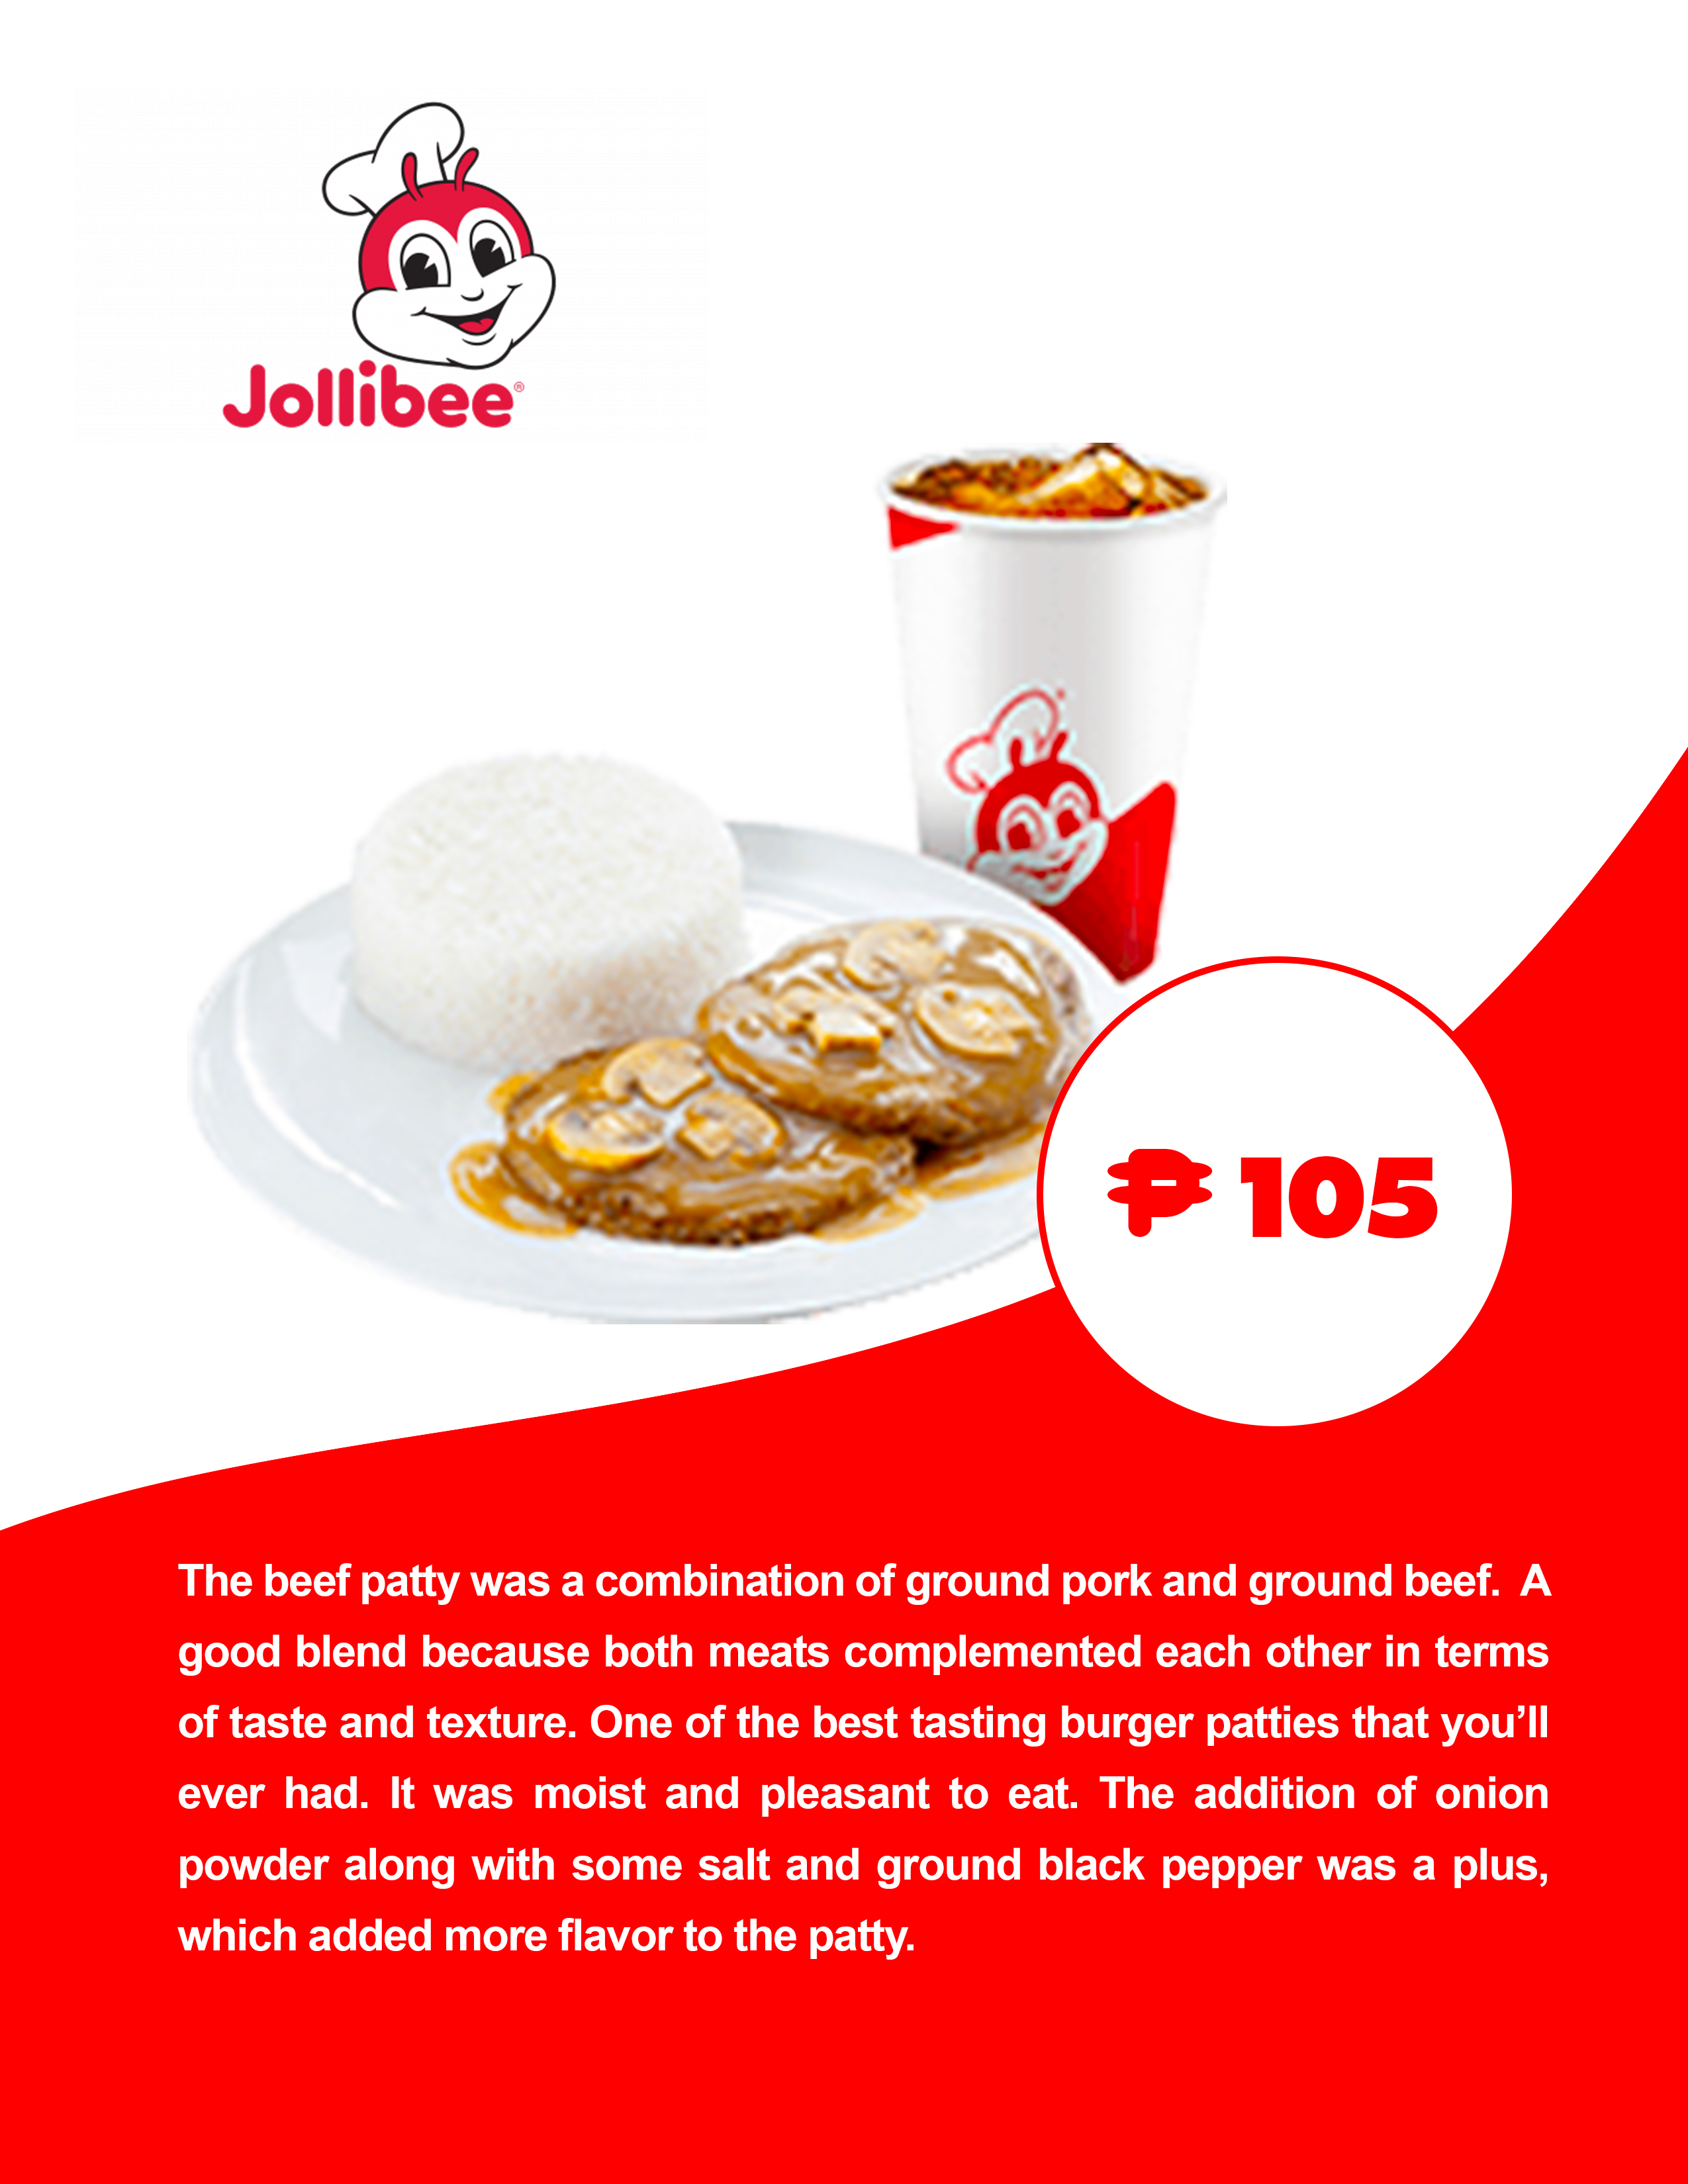 Jollibee®
₱ 105
The beef patty was a combination of ground pork and ground beef.  A
good blend because both meats complemented each other in terms
of taste and texture. One of the best tasting burger patties that you’ll
ever had. It was moist and pleasant to eat. The addition of onion
powder along with some salt and ground black pepper was a plus,
which added more flavor to the patty.